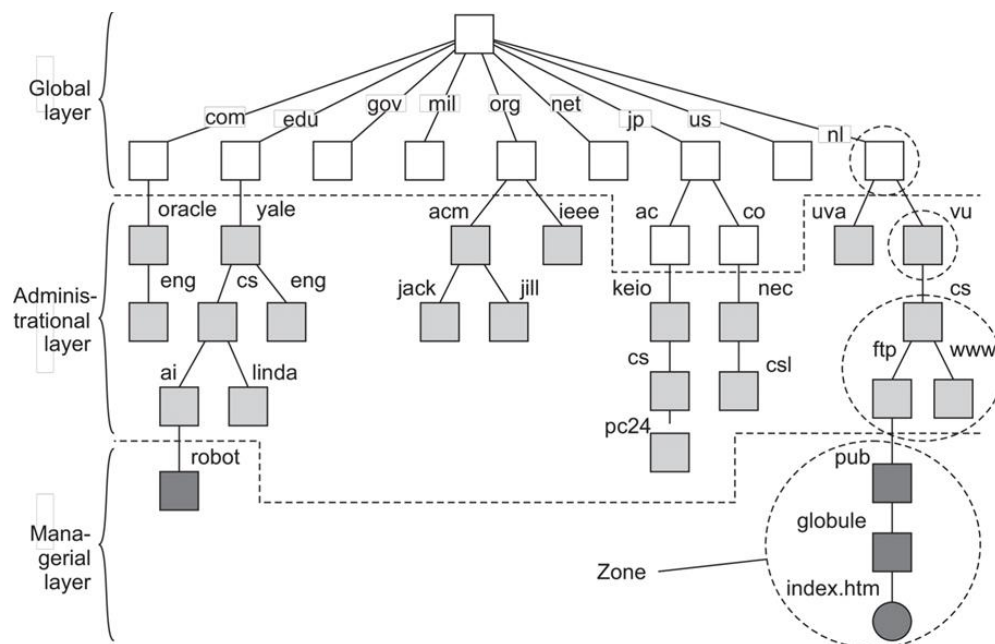 Global
layer
com
edu
gov
mil
org
net
jp
us
nl
oracle
yale
acm
ieee
ac
co
uva
vu
Adminis-
trational
layer
eng
cs
eng
jack
jill
keio
nec
cs
ai
linda
cs
csl
ftp
www
pc24
robot
pub
Mana-
gerial
layer
globule
Zone
index.htm